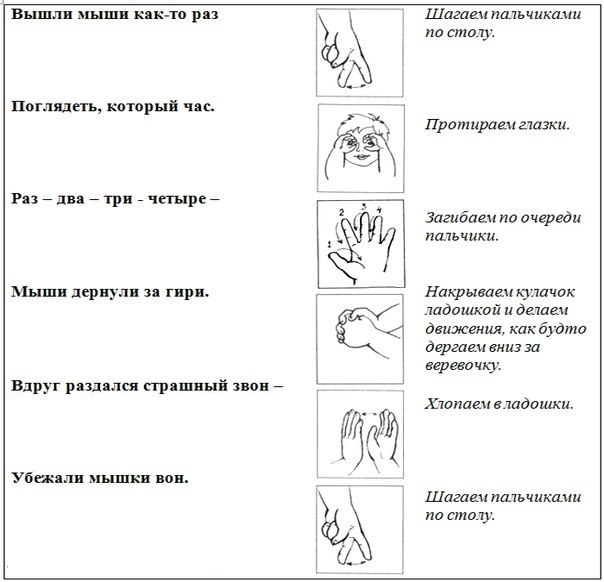 Вышли мыши как-то раз
Шагаем пальчиками
по столу.
Поглядеть, который час.
Протираем глазки.
Раз – два – три - четыре –
1 2 3 4
Загибаем по очереди
пальчики.
Мыши дернули за гири.
Накрываем кулачок
ладошкой и делаем
движения, как будто
дергаем вниз за
веревочку.
Вдруг раздался страшный звон –
Хлопаем в ладошки.
Убежали мышки вон.
Шагаем пальчиками
по столу.